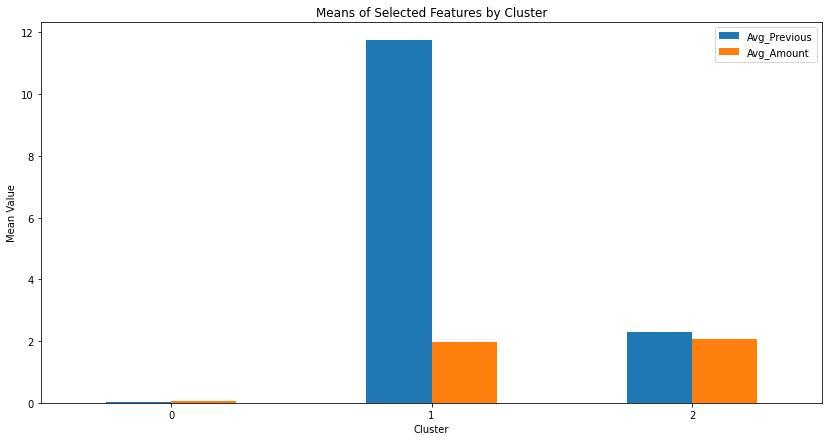 Means of Selected Features by Cluster
Avg_Previous
Avg_Amount
Mean Value
12
10
8
6
4
2
0
0 1 2
Cluster